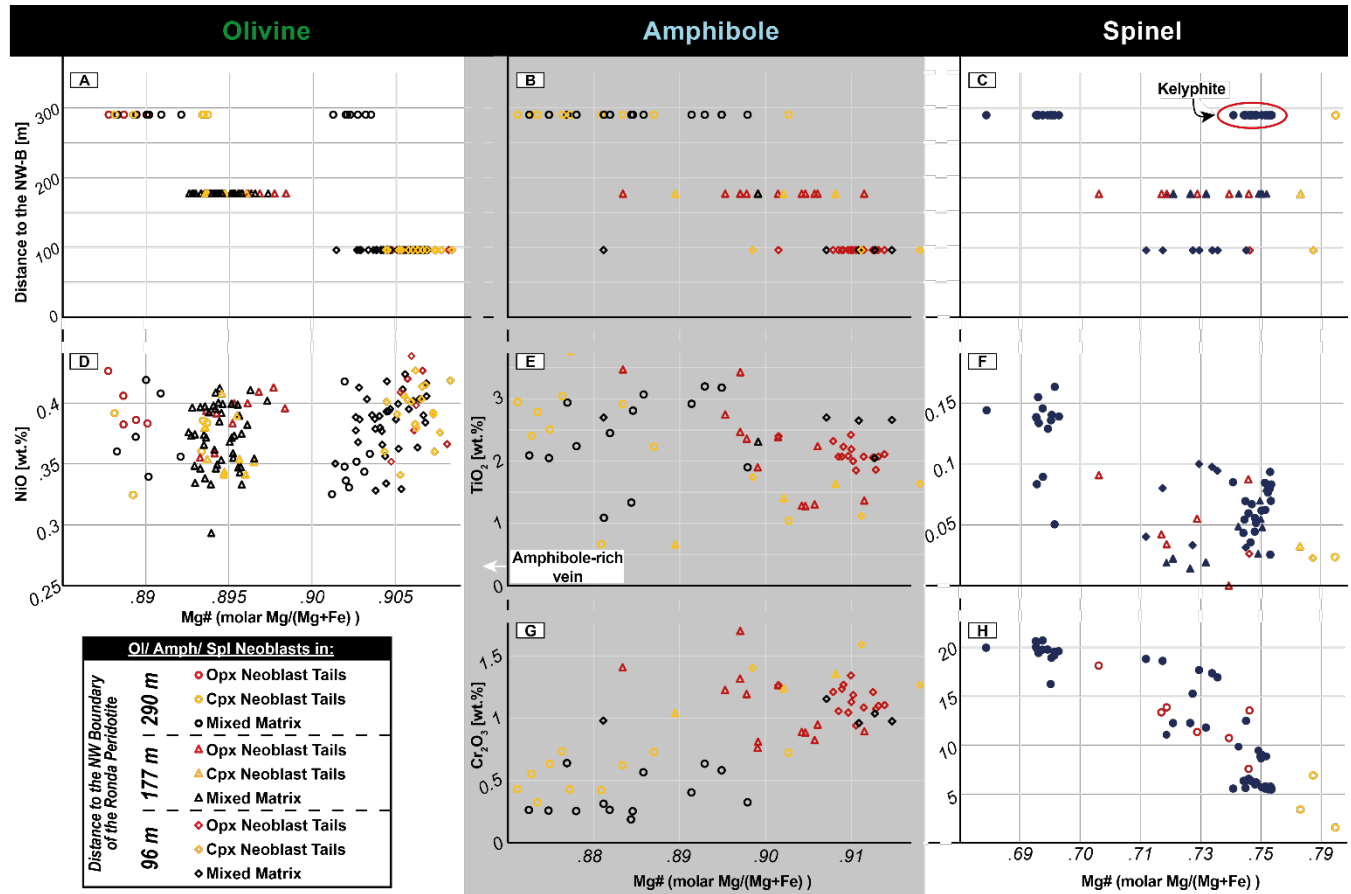 Olivine
Amphibole
Spinel
A
B
C
Kelyphite
Distance to the NW-B [m]
300
200
100
0
D
E
F
NiO [wt.%]
0.4
0.35
0.3
0.25
TiO2 [wt.%]
3
2
1
0
0.15
0.1
0.05
Amphibole-rich
vein
.89
.895
.90
.905
Mg# (molar Mg/(Mg+Fe) )
G
H
Cr2O3 [wt.%]
1.5
1
0.5
0
20
15
10
5
.88
.89
.90
.91
Mg# (molar Mg/(Mg+Fe) )
.69
.70
.71
.73
.75
.79
Mg# (molar Mg/(Mg+Fe) )
Ol/ Amph/ Spl Neoblasts in:
Distance to the NW Boundary
of the Ronda Peridotite
290 m
Opx Neoblast Tails
Cpx Neoblast Tails
Mixed Matrix
177 m
Opx Neoblast Tails
Cpx Neoblast Tails
Mixed Matrix
96 m
Opx Neoblast Tails
Cpx Neoblast Tails
Mixed Matrix